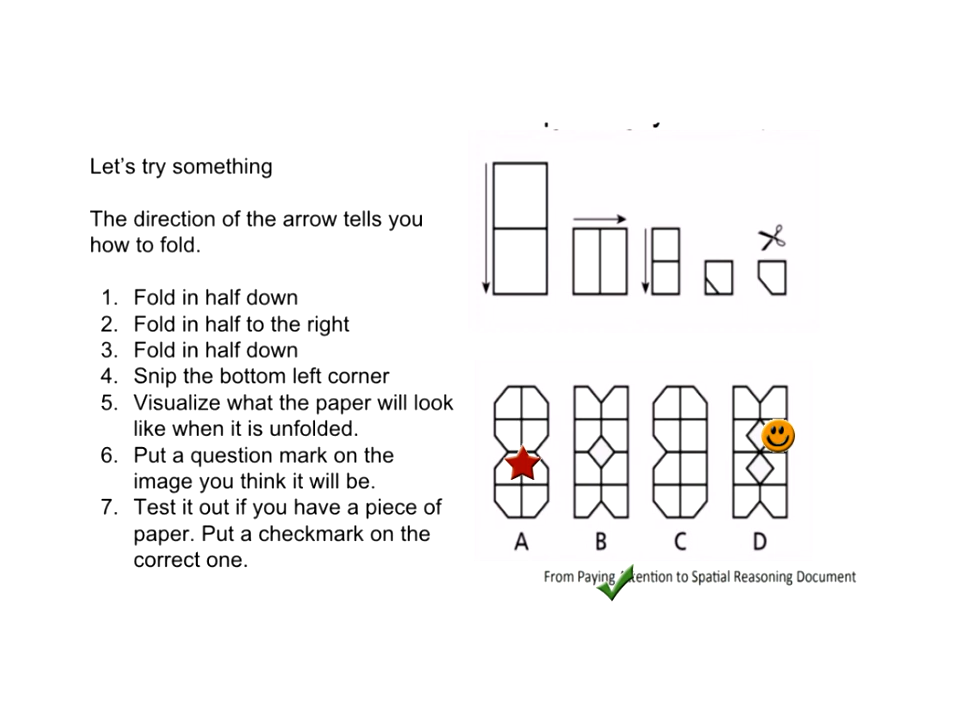 Let's try something
The direction of the arrow tells you
how to fold.
1. Fold in half down
2. Fold in half to the right
3. Fold in half down
4. Snip the bottom left corner
5. Visualize what the paper will look
like when it is unfolded.
6. Put a question mark on the
image you think it will be.
7. Test it out if you have a piece of
paper. Put a checkmark on the
correct one.
A B C D
From Paying to Spatial Reasoning Document